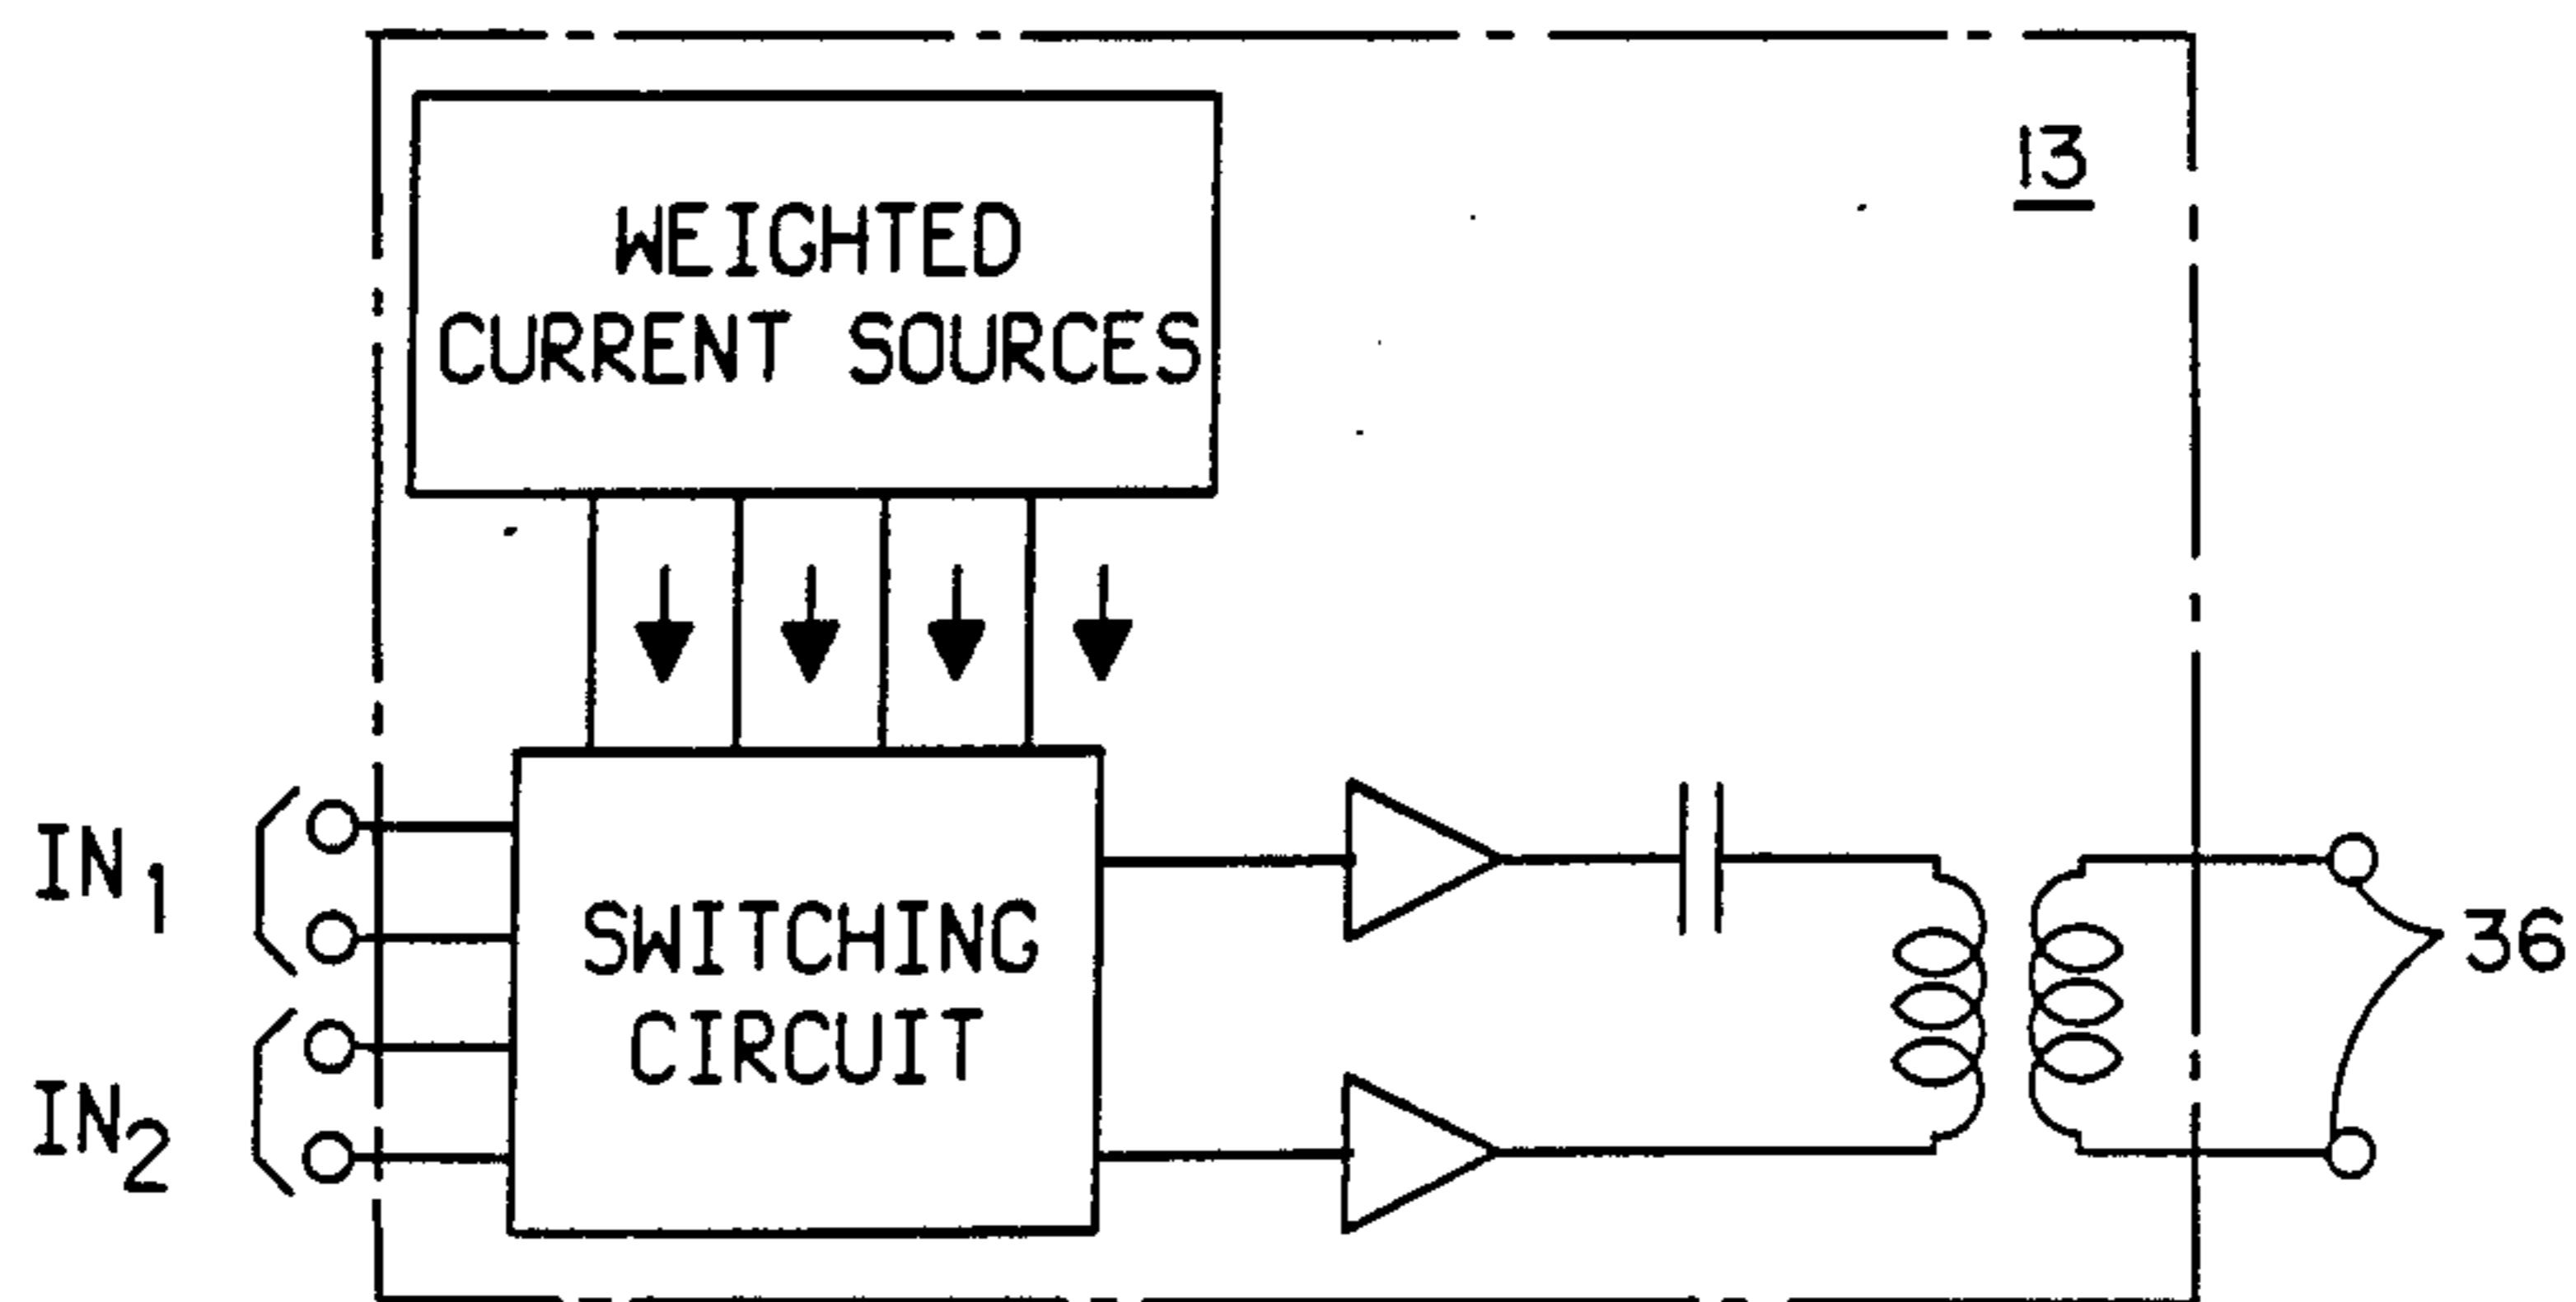 13
WEIGHTED
CURRENT SOURCES
IN1
SWITCHING
CIRCUIT
IN2
36